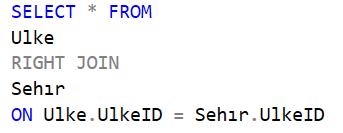 SELECT * FROM
Ulke
RIGHT JOIN
Sehır
ON Ulke.UlkeID = Sehır.UlkeID